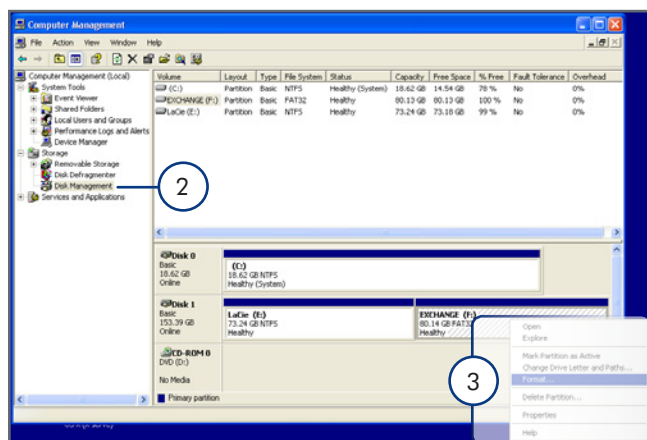 Computer Management
File Action View Window Help
Computer Management (Local)
System Tools
Event Viewer
Shared Folders
Local Users and Groups
Performance Logs and Alerts
Device Manager
Storage
Removable Storage
Disk Defragmenter
Disk Management
Services and Applications
2
Volume Layout Type File System Status Capacity Free Space % Free Fault Tolerance Overhead
(C:) Partition Basic NTFS Healthy (System) 18.62 GB 14.54 GB 78 % No 0%
EXCHANGE (F:) Partition Basic FAT32 Healthy 80.13 GB 80.13 GB 100 % No 0%
LaCie (E:) Partition Basic NTFS Healthy 73.24 GB 73.18 GB 99 % No 0%
Disk 0
Basic
18.62 GB
Online
(C:)
18.62 GB NTFS
Healthy (System)
Disk 1
Basic
153.39 GB
Online
LaCie (E:)
73.24 GB NTFS
Healthy
EXCHANGE (F:)
80.14 GB FAT32
Healthy
CD-ROM 0
DVD (D:)
No Media
Primary partition
3
Open
Explore
Mark Partition as Active
Change Drive Letter and Paths...
Format...
Delete Partition...
Properties
Help